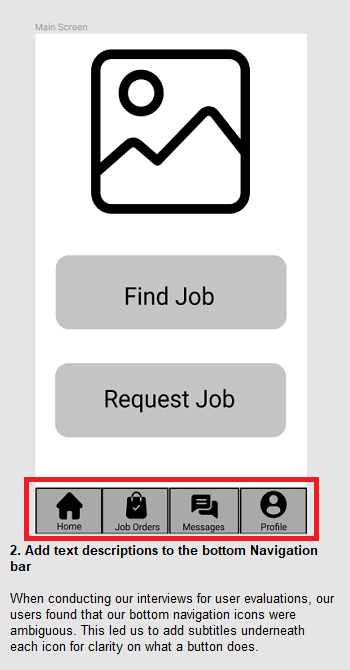 Main Screen
Find Job
Request Job
Home Job Orders Messages Profile
2. Add text descriptions to the bottom Navigation
bar
When conducting our interviews for user evaluations, our
users found that our bottom navigation icons were
ambiguous. This led us to add subtitles underneath
each icon for clarity on what a button does.